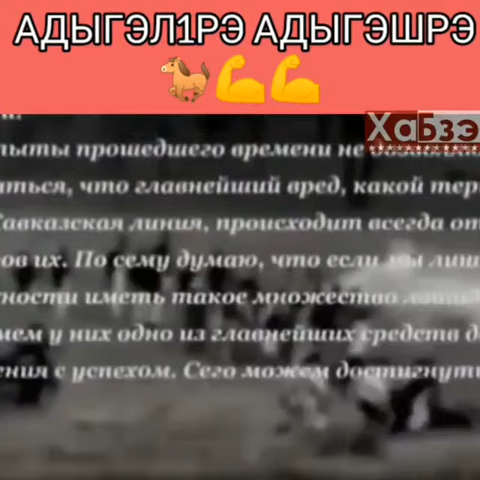 АДЫГЭЛ1РЭ АДЫГЭШРЭ
Хабзэ
пыты прошедшего времени не
ться, что главнейший вред, какой тер
Кавказская линия, происходит всегда от
ов их. По сему думаю, что если мы лиш
ности иметь такое множество
мем у них одно из главнейших средств д
ения с успехом. Сего можем достигнут